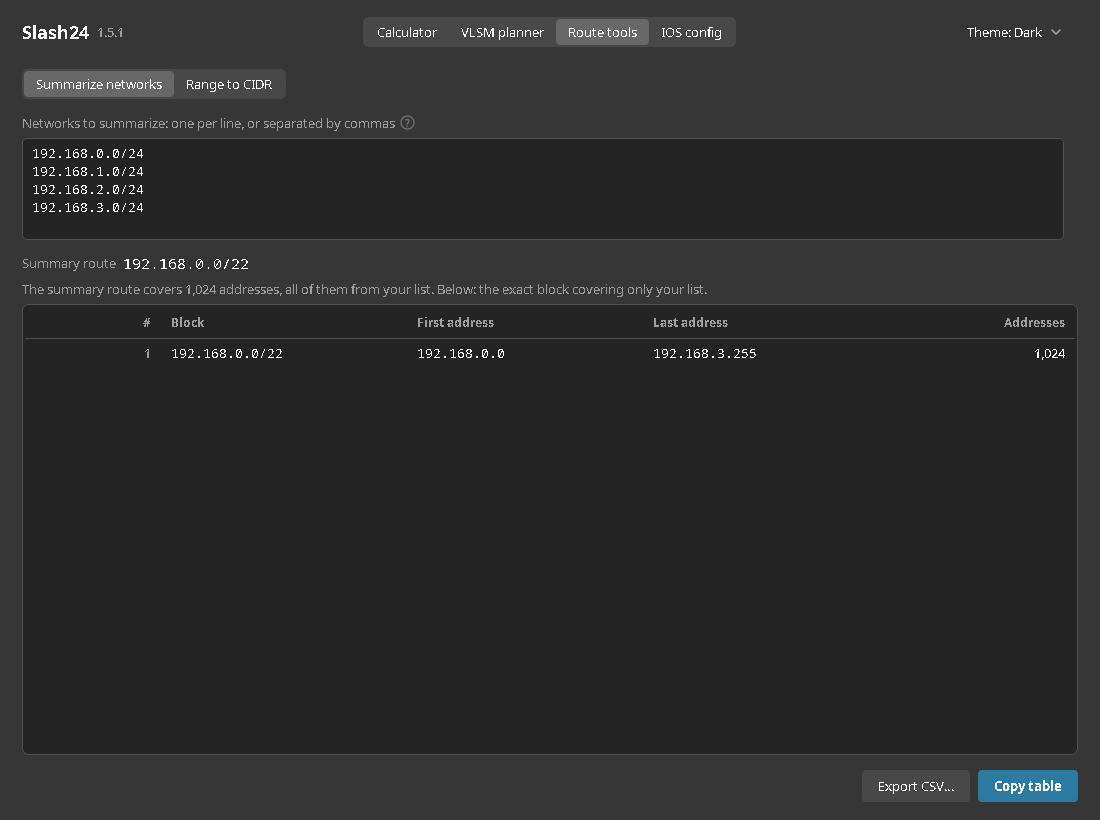 Slash24 1.5.1 Calculator VLSM planner Route tools IOS config Theme: Dark
Summarize networks Range to CIDR
Networks to summarize: one per line, or separated by commas ?
192.168.0.0/24
192.168.1.0/24
192.168.2.0/24
192.168.3.0/24
Summary route 192.168.0.0/22
The summary route covers 1,024 addresses, all of them from your list. Below: the exact block covering only your list.
# Block First address Last address Addresses
1 192.168.0.0/22 192.168.0.0 192.168.3.255 1,024
Export CSV... Copy table